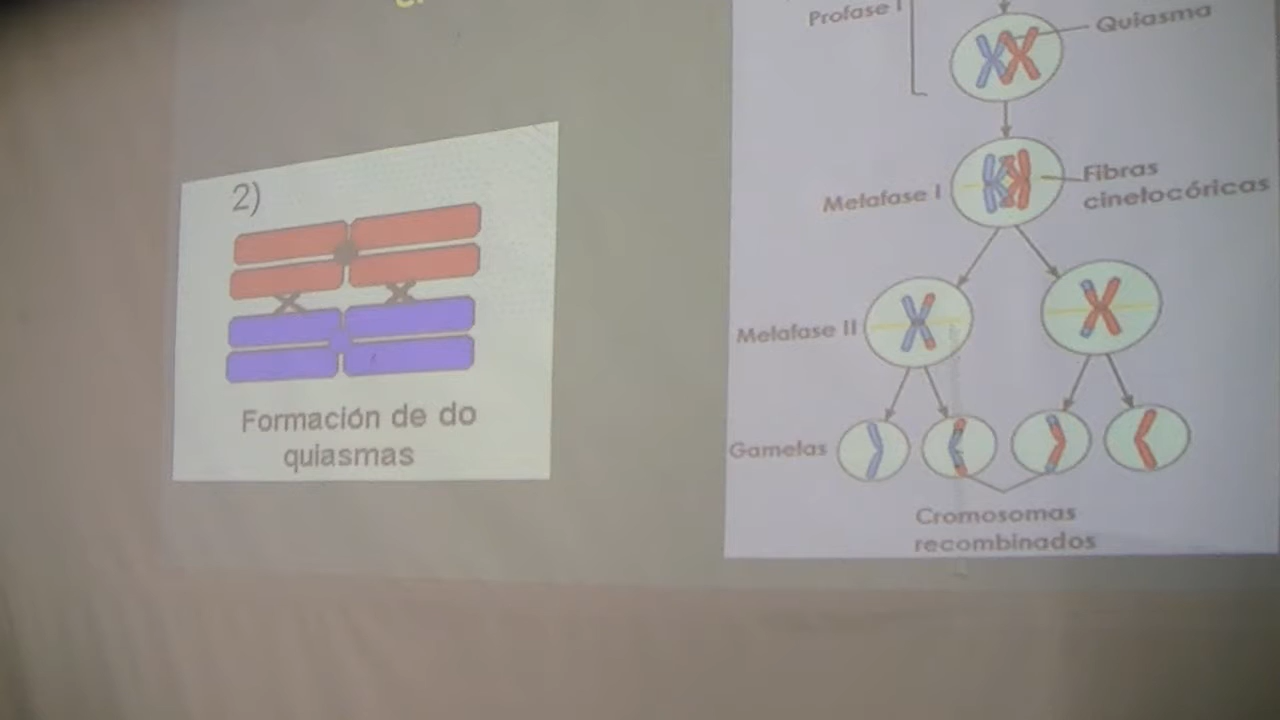 2)
Formación de do
quiasmas
Profase I
Quiasma
Metafase I
Fibras
cinetocóricas
Metafase II
Gametas
Cromosomas
recombinados